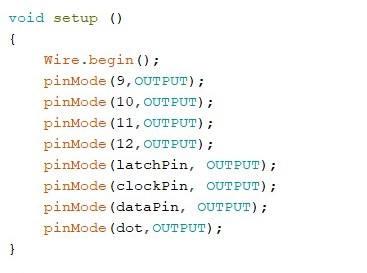 void setup ()
{
    Wire.begin();
    pinMode(9,OUTPUT);
    pinMode(10,OUTPUT);
    pinMode(11,OUTPUT);
    pinMode(12,OUTPUT);
    pinMode(latchPin, OUTPUT);
    pinMode(clockPin, OUTPUT);
    pinMode(dataPin, OUTPUT);
    pinMode(dot,OUTPUT);
}